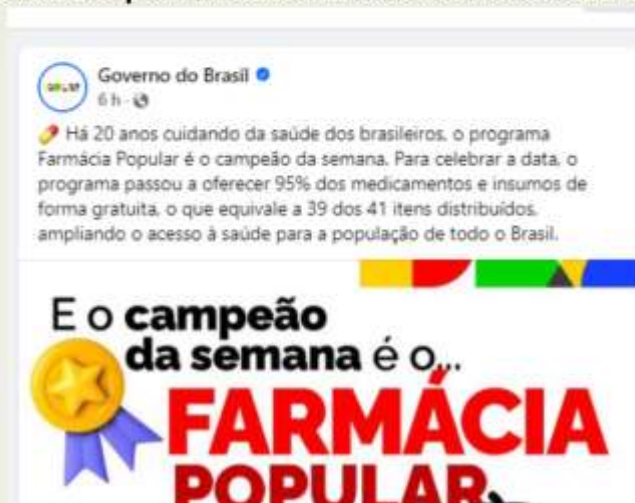 Governo do Brasil
6 h
Há 20 anos cuidando da saúde dos brasileiros, o programa
Farmácia Popular é o campeão da semana. Para celebrar a data, o
programa passou a oferecer 95% dos medicamentos e insumos de
forma gratuita, o que equivale a 39 dos 41 itens distribuídos,
ampliando o acesso à saúde para a população de todo o Brasil.
E o campeão
da semana é o...
FARMÁCIA
POPULAR